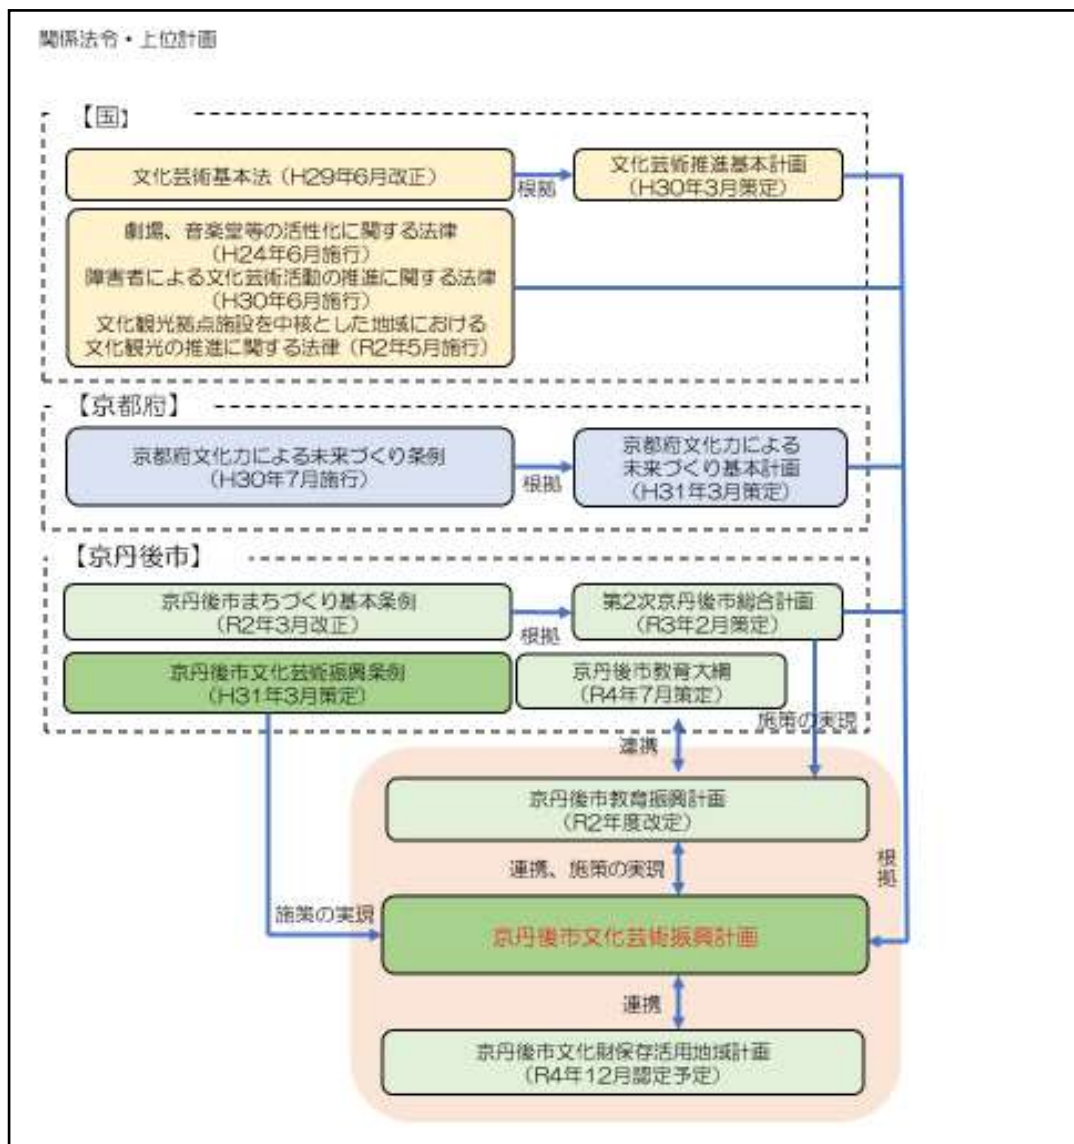 関係法令・上位計画
【国】
文化芸術基本法（H29年6月改正）
根拠
文化芸術推進基本計画
（H30年3月策定）
劇場、音楽堂等の活性化に関する法律
（H24年6月施行）
障害者による文化芸術活動の推進に関する法律
（H30年6月施行）
文化観光拠点施設を中核とした地域における
文化観光の推進に関する法律（R2年5月施行）
【京都府】
京都府文化力による未来づくり条例
（H30年7月施行）
根拠
京都府文化力による
未来づくり基本計画
（H31年3月策定）
【京丹後市】
京丹後市まちづくり基本条例
（R2年3月改正）
根拠
第2次京丹後市総合計画
（R3年2月策定）
京丹後市文化芸術振興条例
（H31年3月策定）
京丹後市教育大綱
（R4年7月策定）
施策の実現
連携
京丹後市教育振興計画
（R2年度改定）
連携、施策の実現
根拠
施策の実現
京丹後市文化芸術振興計画
連携
京丹後市文化財保存活用地域計画
（R4年12月認定予定）